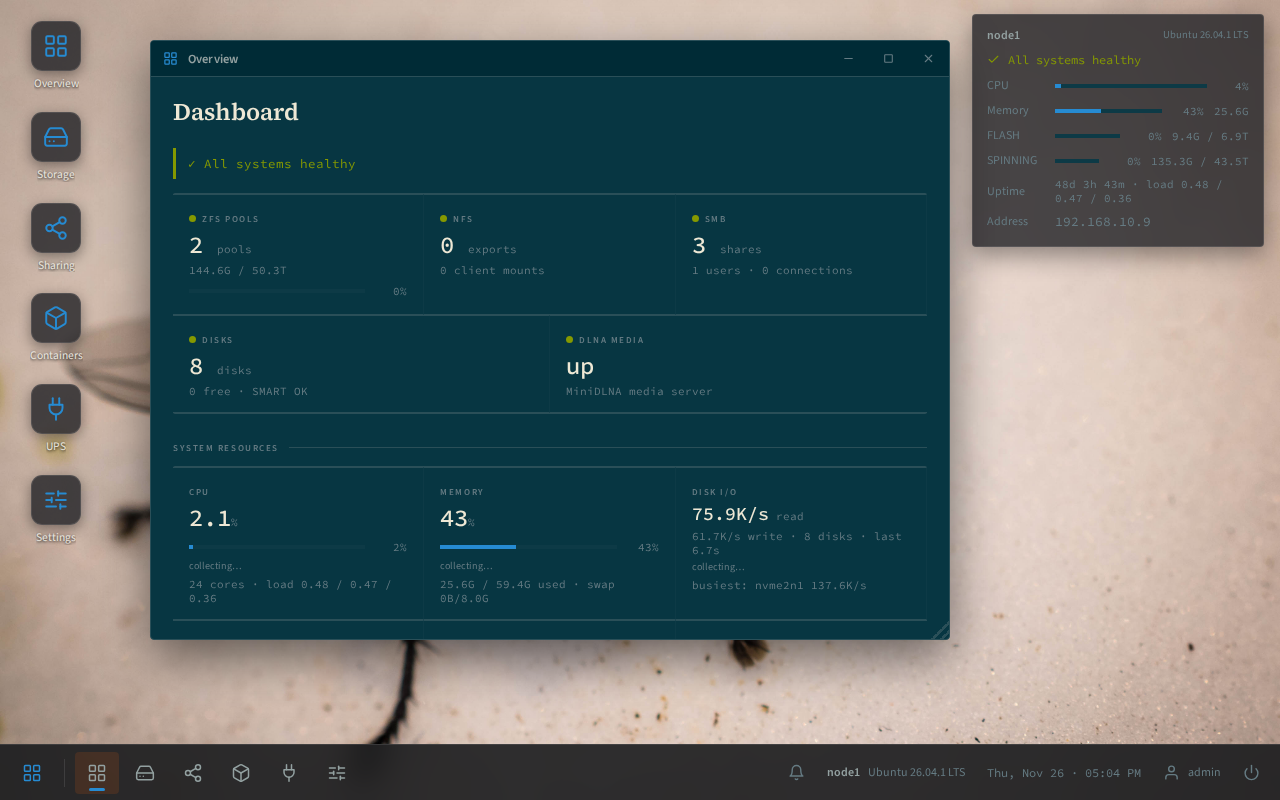 Overview
Storage
Sharing
Containers
UPS
Settings
Overview
Dashboard
✓ All systems healthy
ZFS POOLS
2 pools
144.6G / 50.3T
0%
NFS
0 exports
0 client mounts
SMB
3 shares
1 users · 0 connections
DISKS
8 disks
0 free · SMART OK
DLNA MEDIA
up
MiniDLNA media server
SYSTEM RESOURCES
CPU
2.1%
2%
collecting…
24 cores · load 0.48 / 0.47 /
0.36
MEMORY
43%
43%
collecting…
25.6G / 59.4G used · swap
0B/8.0G
DISK I/O
75.9K/s read
61.7K/s write · 8 disks · last
6.7s
collecting…
busiest: nvme2n1 137.6K/s
node1 Ubuntu 26.04.1 LTS
All systems healthy
CPU 4%
Memory 43% 25.6G
FLASH 0% 9.4G / 6.9T
SPINNING 0% 135.3G / 43.5T
Uptime 48d 3h 43m · load 0.48 /
0.47 / 0.36
Address 192.168.10.9
node1 Ubuntu 26.04.1 LTS
Thu, Nov 26 · 05:04 PM
admin